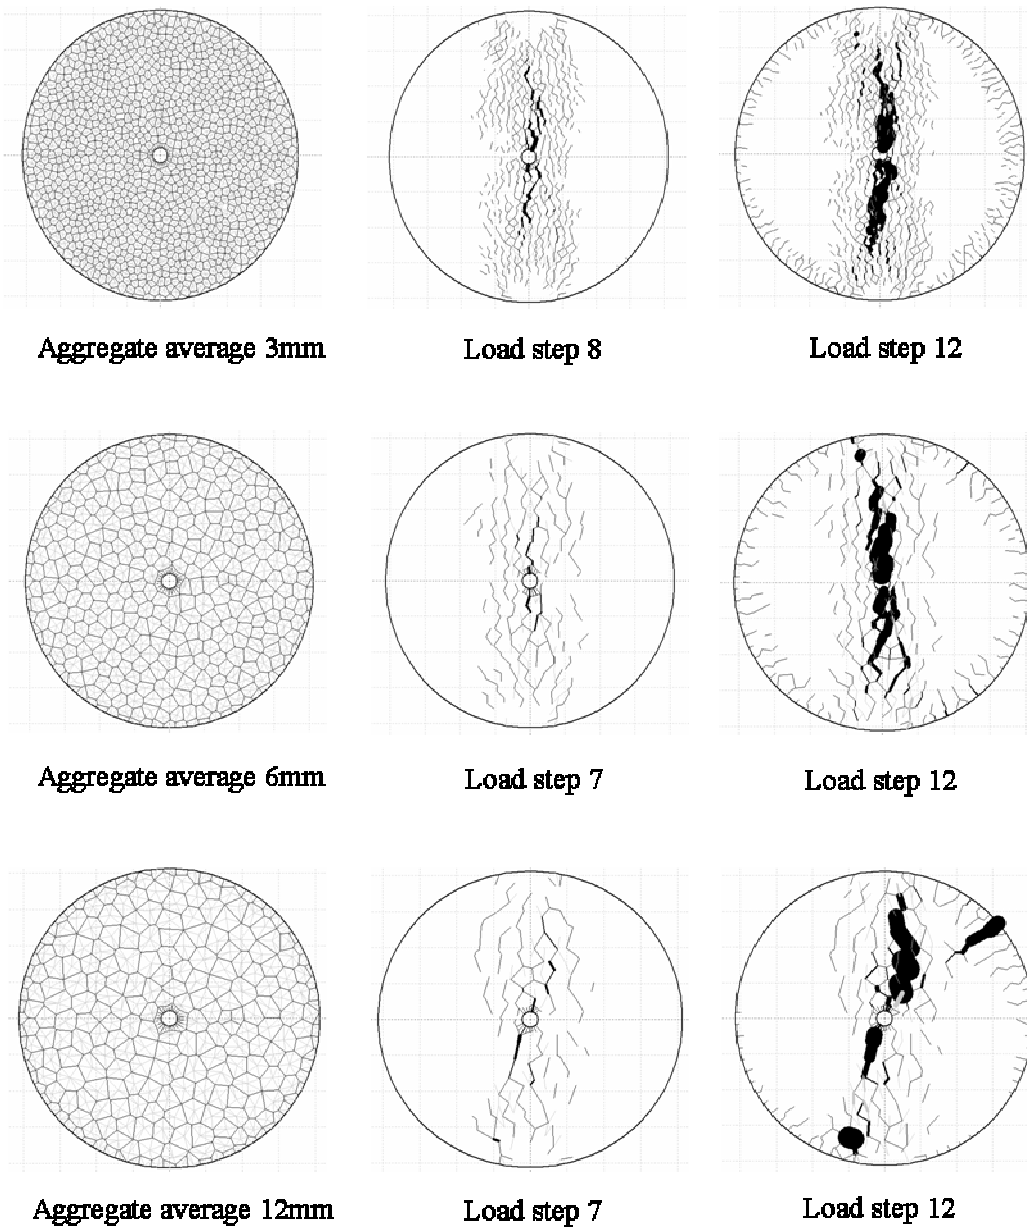 Aggregate average 3mm
Load step 8
Load step 12
Aggregate average 6mm
Load step 7
Load step 12
Aggregate average 12mm
Load step 7
Load step 12